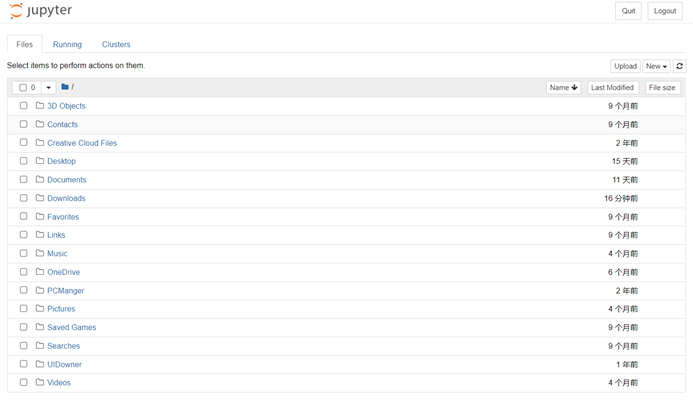 jupyter Quit Logout
Files Running Clusters
Select items to perform actions on them. Upload New
0 / Name Last Modified File size
3D Objects 9 个月前
Contacts 9 个月前
Creative Cloud Files 2 年前
Desktop 15 天前
Documents 11 天前
Downloads 16 分钟前
Favorites 9 个月前
Links 9 个月前
Music 4 个月前
OneDrive 6 个月前
PCManger 2 年前
Pictures 4 个月前
Saved Games 9 个月前
Searches 9 个月前
UIDowner 1 年前
Videos 4 个月前